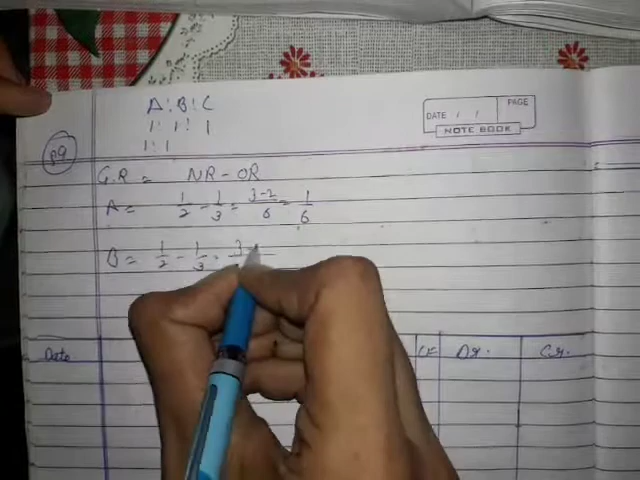 A : B : C
1 : 1 : 1
1 : 1
89
G.R = NR - OR
A = 1/2 - 1/3 = 3-2/6 = 1/6
B = 1/2 - 1/3 = 3
DATE / / PAGE
NOTE BOOK
Date LF Dr. Cr.